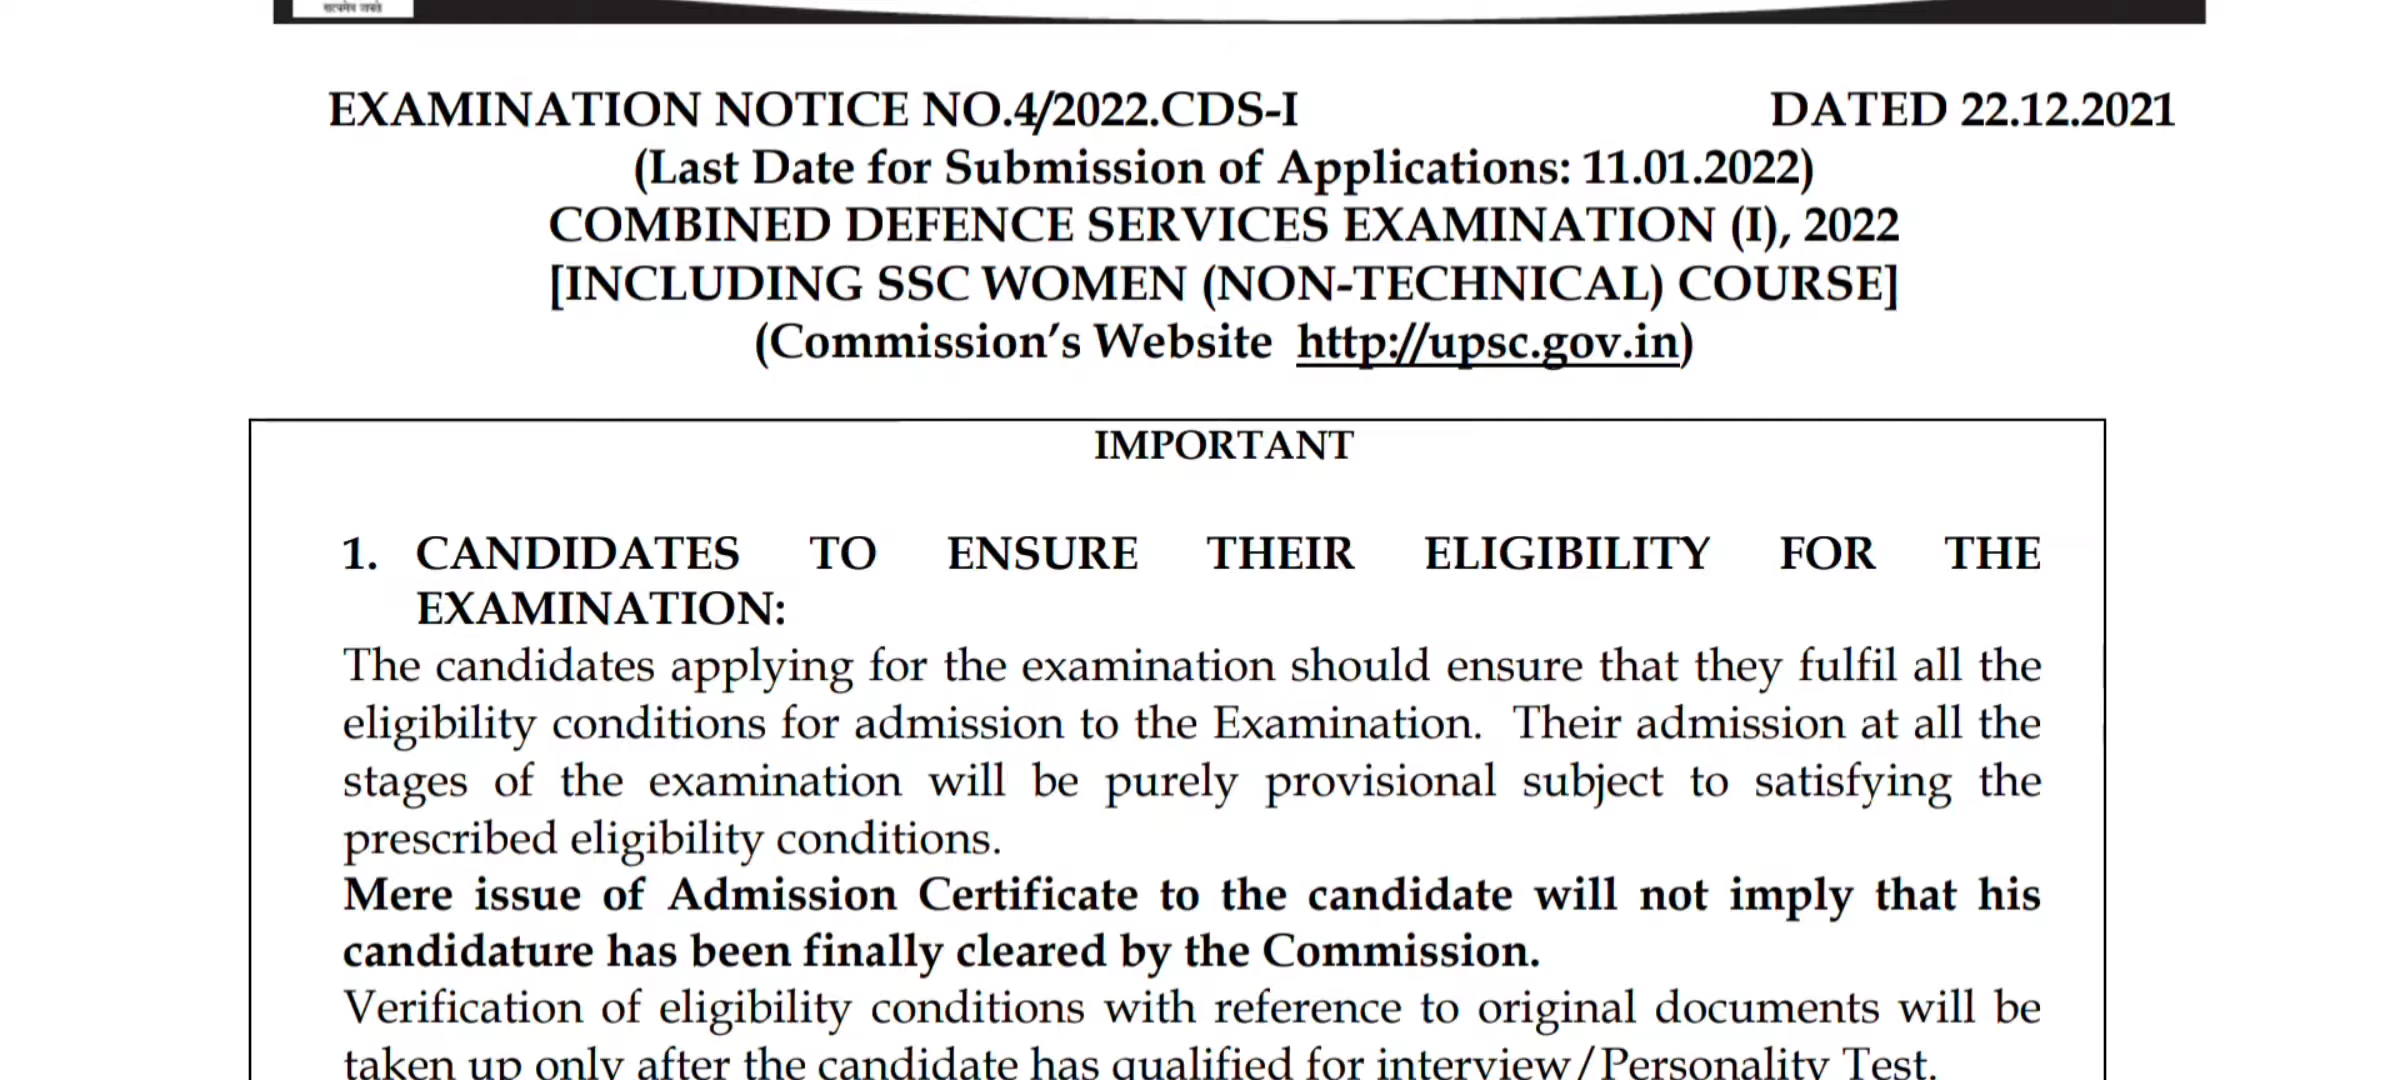 सत्यमेव जयते
EXAMINATION NOTICE NO.4/2022.CDS-I DATED 22.12.2021
(Last Date for Submission of Applications: 11.01.2022)
COMBINED DEFENCE SERVICES EXAMINATION (I), 2022
[INCLUDING SSC WOMEN (NON-TECHNICAL) COURSE]
(Commission’s Website http://upsc.gov.in)
IMPORTANT
1. CANDIDATES TO ENSURE THEIR ELIGIBILITY FOR THE
EXAMINATION:
The candidates applying for the examination should ensure that they fulfil all the
eligibility conditions for admission to the Examination. Their admission at all the
stages of the examination will be purely provisional subject to satisfying the
prescribed eligibility conditions.
Mere issue of Admission Certificate to the candidate will not imply that his
candidature has been finally cleared by the Commission.
Verification of eligibility conditions with reference to original documents will be
taken up only after the candidate has qualified for interview/Personality Test.